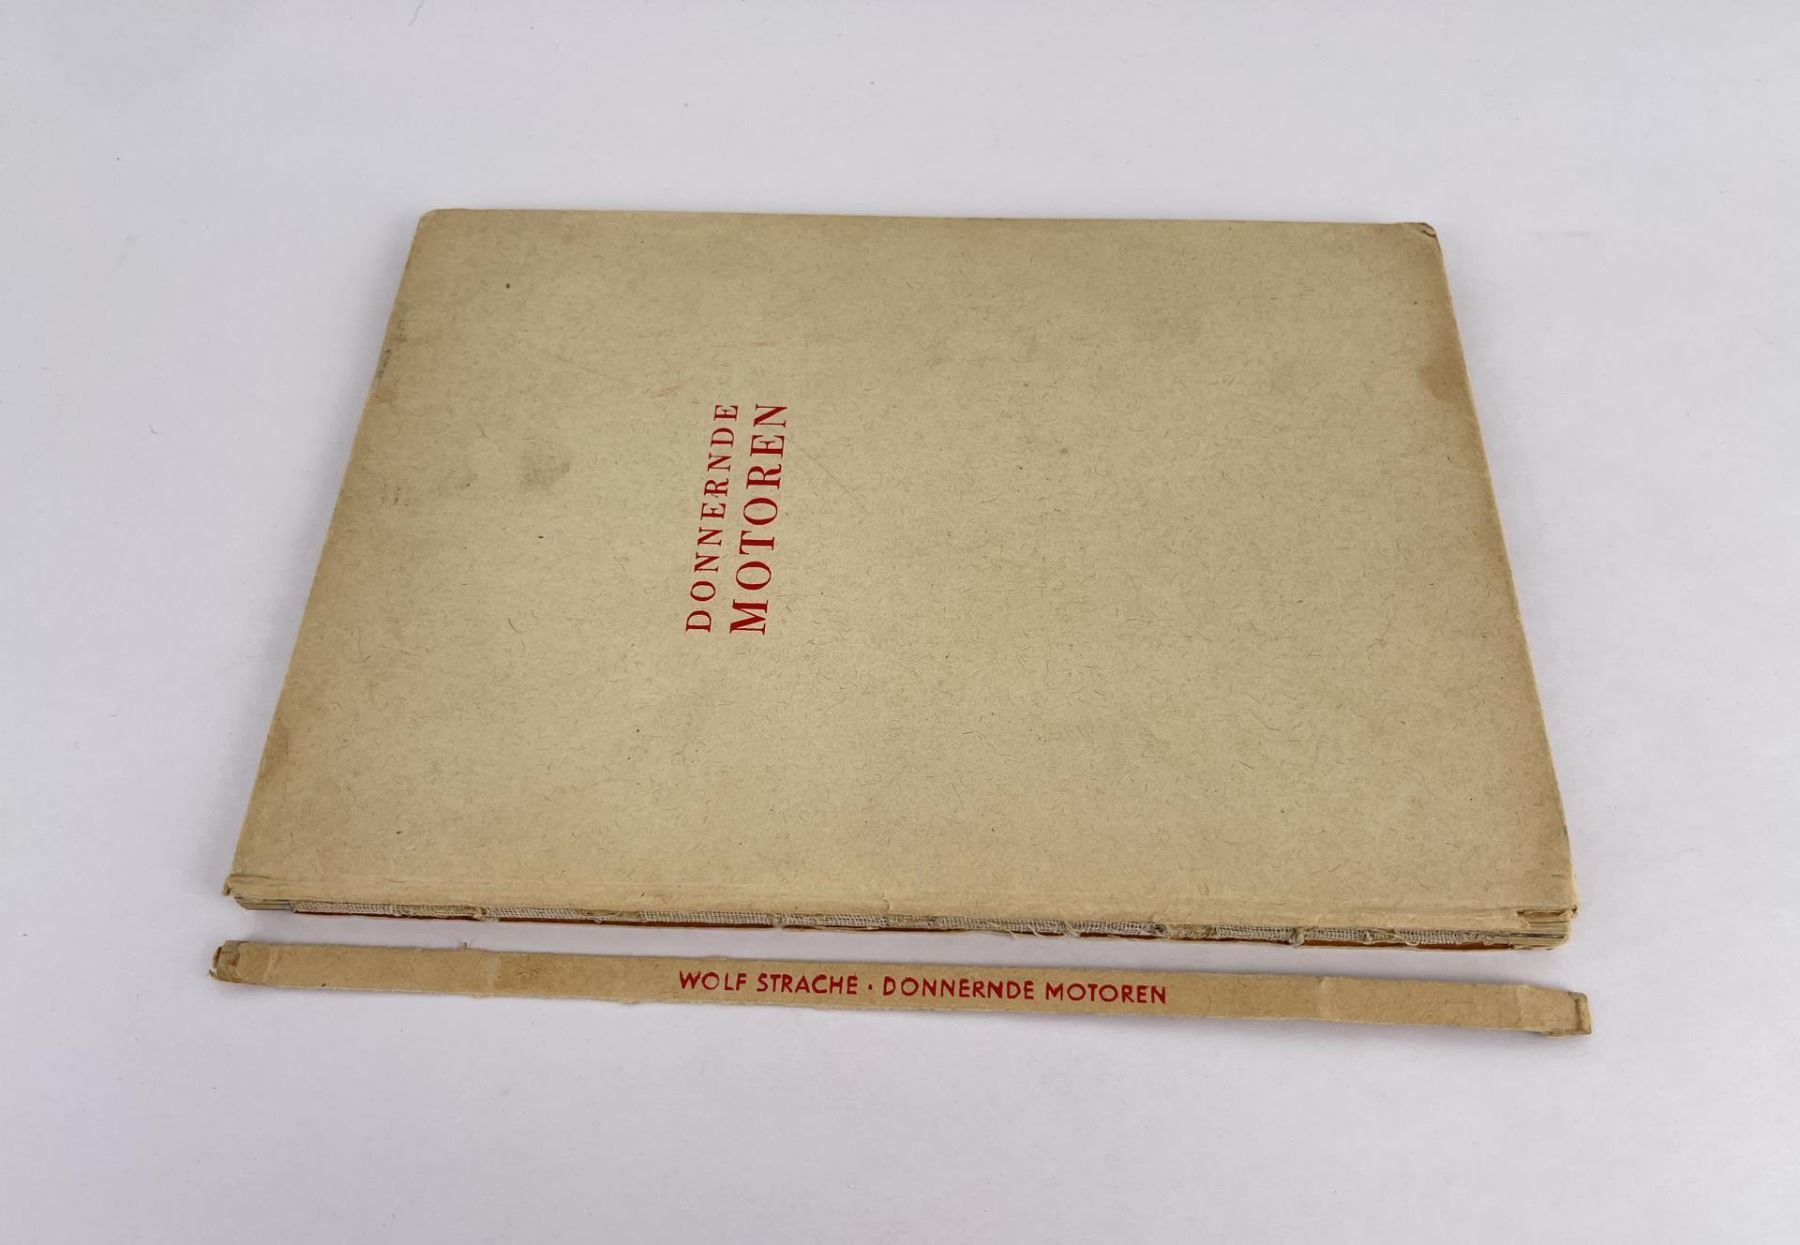 DONNERNDE
MOTOREN
WOLF STRACHE · DONNERNDE MOTOREN